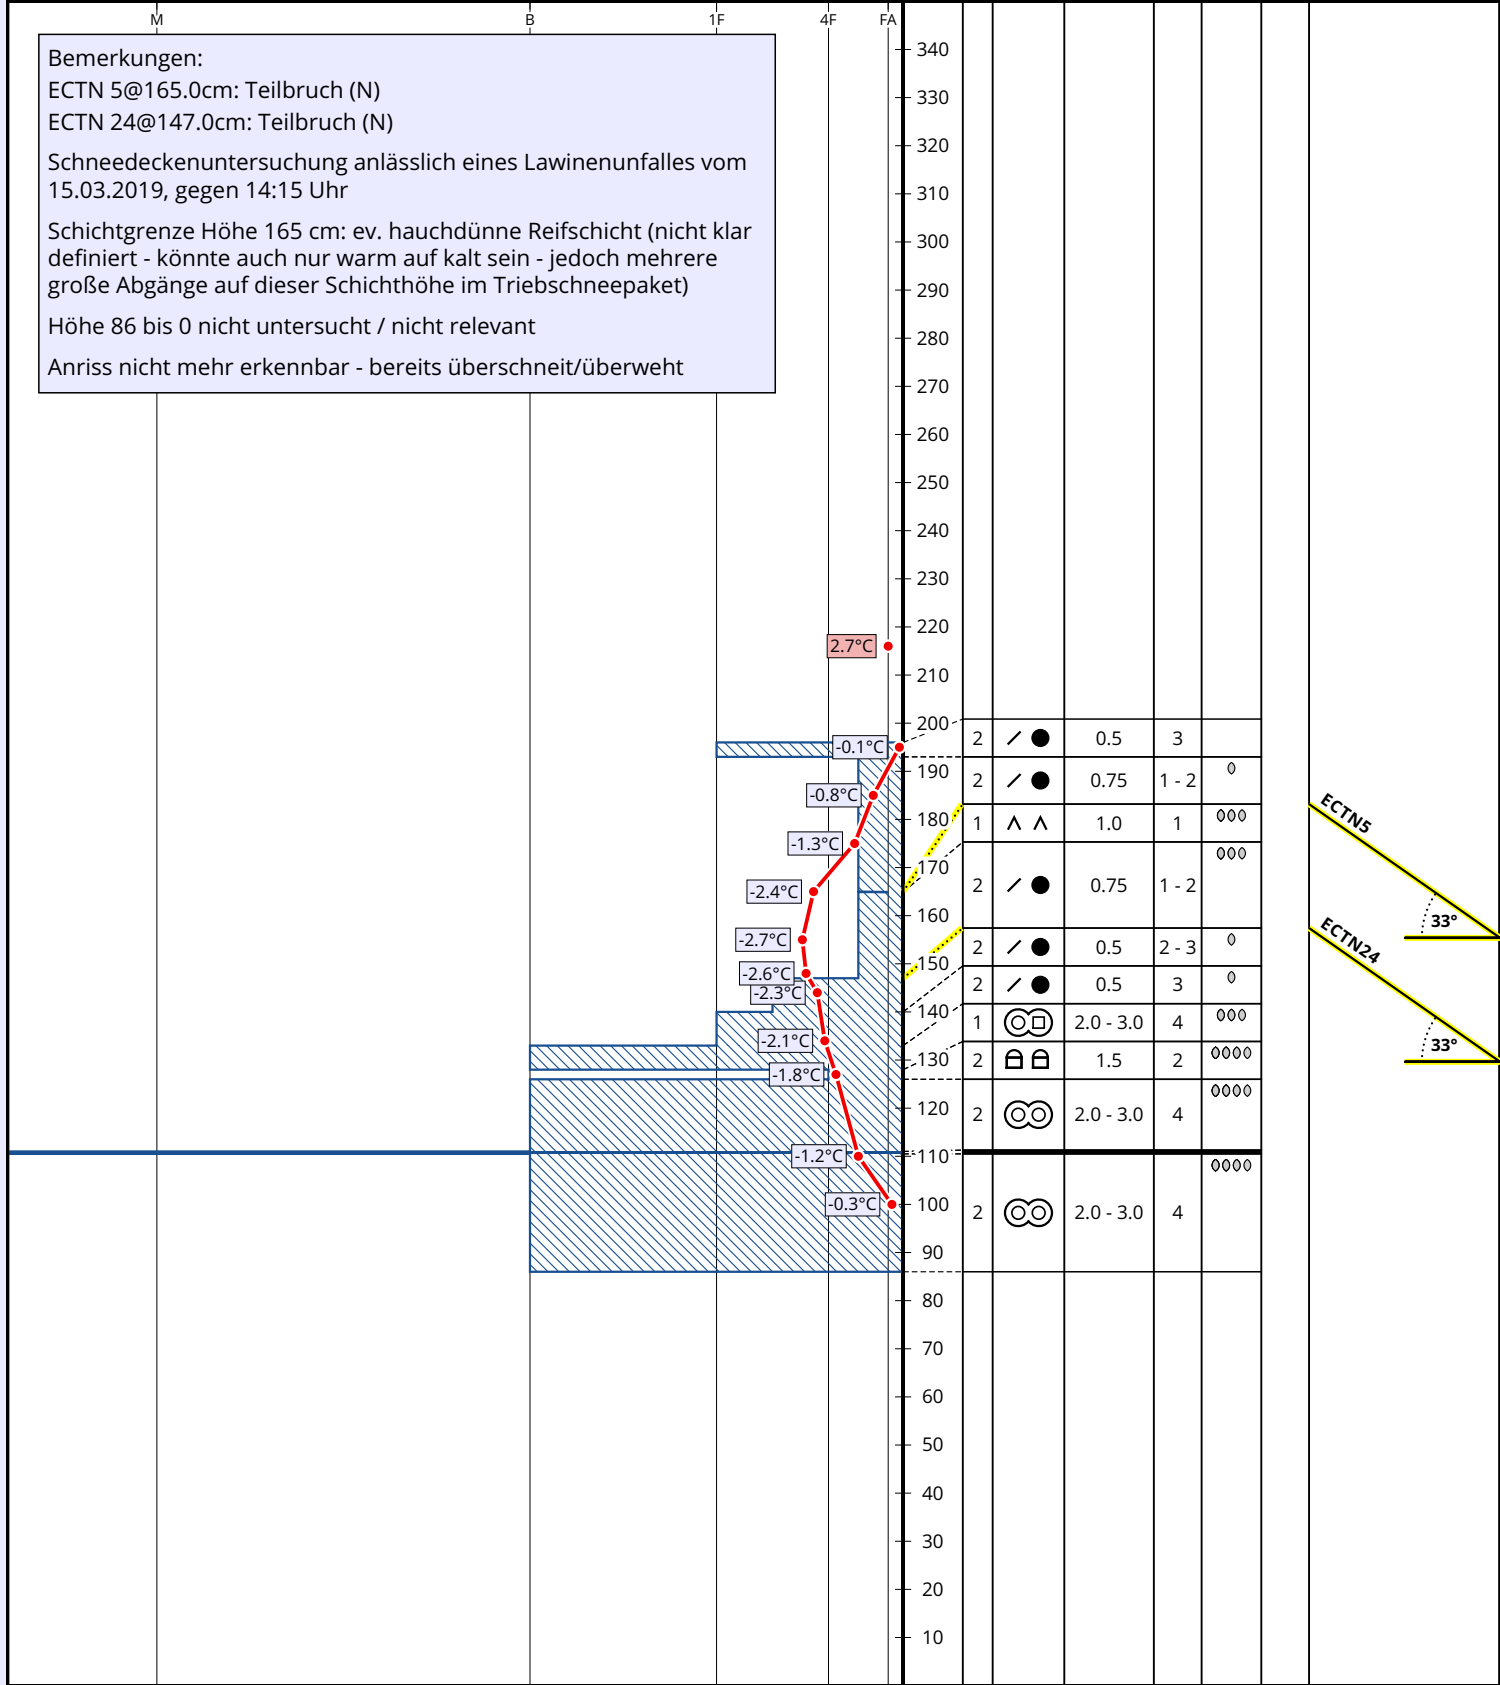 M B 1F 4F FA
Bemerkungen:
ECTN 5@165.0cm: Teilbruch (N)
ECTN 24@147.0cm: Teilbruch (N)
Schneedeckenuntersuchung anlässlich eines Lawinenunfalles vom
15.03.2019, gegen 14:15 Uhr
Schichtgrenze Höhe 165 cm: ev. hauchdünne Reifschicht (nicht klar
definiert - könnte auch nur warm auf kalt sein - jedoch mehrere
große Abgänge auf dieser Schichthöhe im Triebschneepaket)
Höhe 86 bis 0 nicht untersucht / nicht relevant
Anriss nicht mehr erkennbar - bereits überschneit/überweht
340
330
320
310
300
290
280
270
260
250
240
230
220
2.7°C
210
200
2 0.5 3
-0.1°C
190
2 0.75 1 - 2
-0.8°C
180
ECTN5
1 1.0 1
-1.3°C
170
2 0.75 1 - 2
-2.4°C
160
33°
ECTN24
-2.7°C
2 0.5 2 - 3
150
-2.6°C
2 0.5 3
-2.3°C
140
1 2.0 - 3.0 4
-2.1°C
33°
130
2 1.5 2
-1.8°C
120
2 2.0 - 3.0 4
-1.2°C
110
100
-0.3°C
2 2.0 - 3.0 4
90
80
70
60
50
40
30
20
10